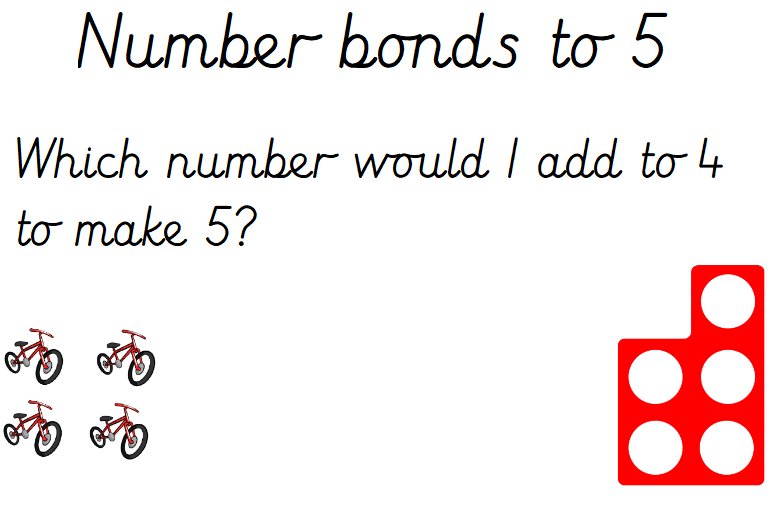 Number bonds to 5
Which number would I add to 4
to make 5?